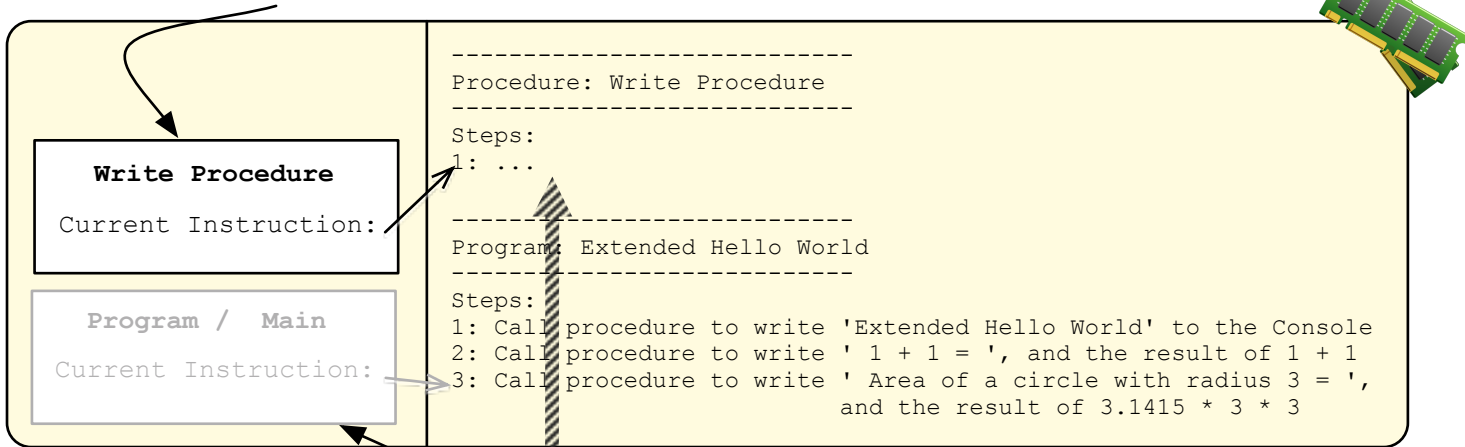 ----------------------------
Procedure: Write Procedure
----------------------------
Steps:
1: ...
Write Procedure
Current Instruction:
----------------------------
Program: Extended Hello World
----------------------------
Steps:
1: Call procedure to write 'Extended Hello World' to the Console
2: Call procedure to write ' 1 + 1 = ', and the result of 1 + 1
3: Call procedure to write ' Area of a circle with radius 3 = ',
and the result of 3.1415 * 3 * 3
Program / Main
Current Instruction: